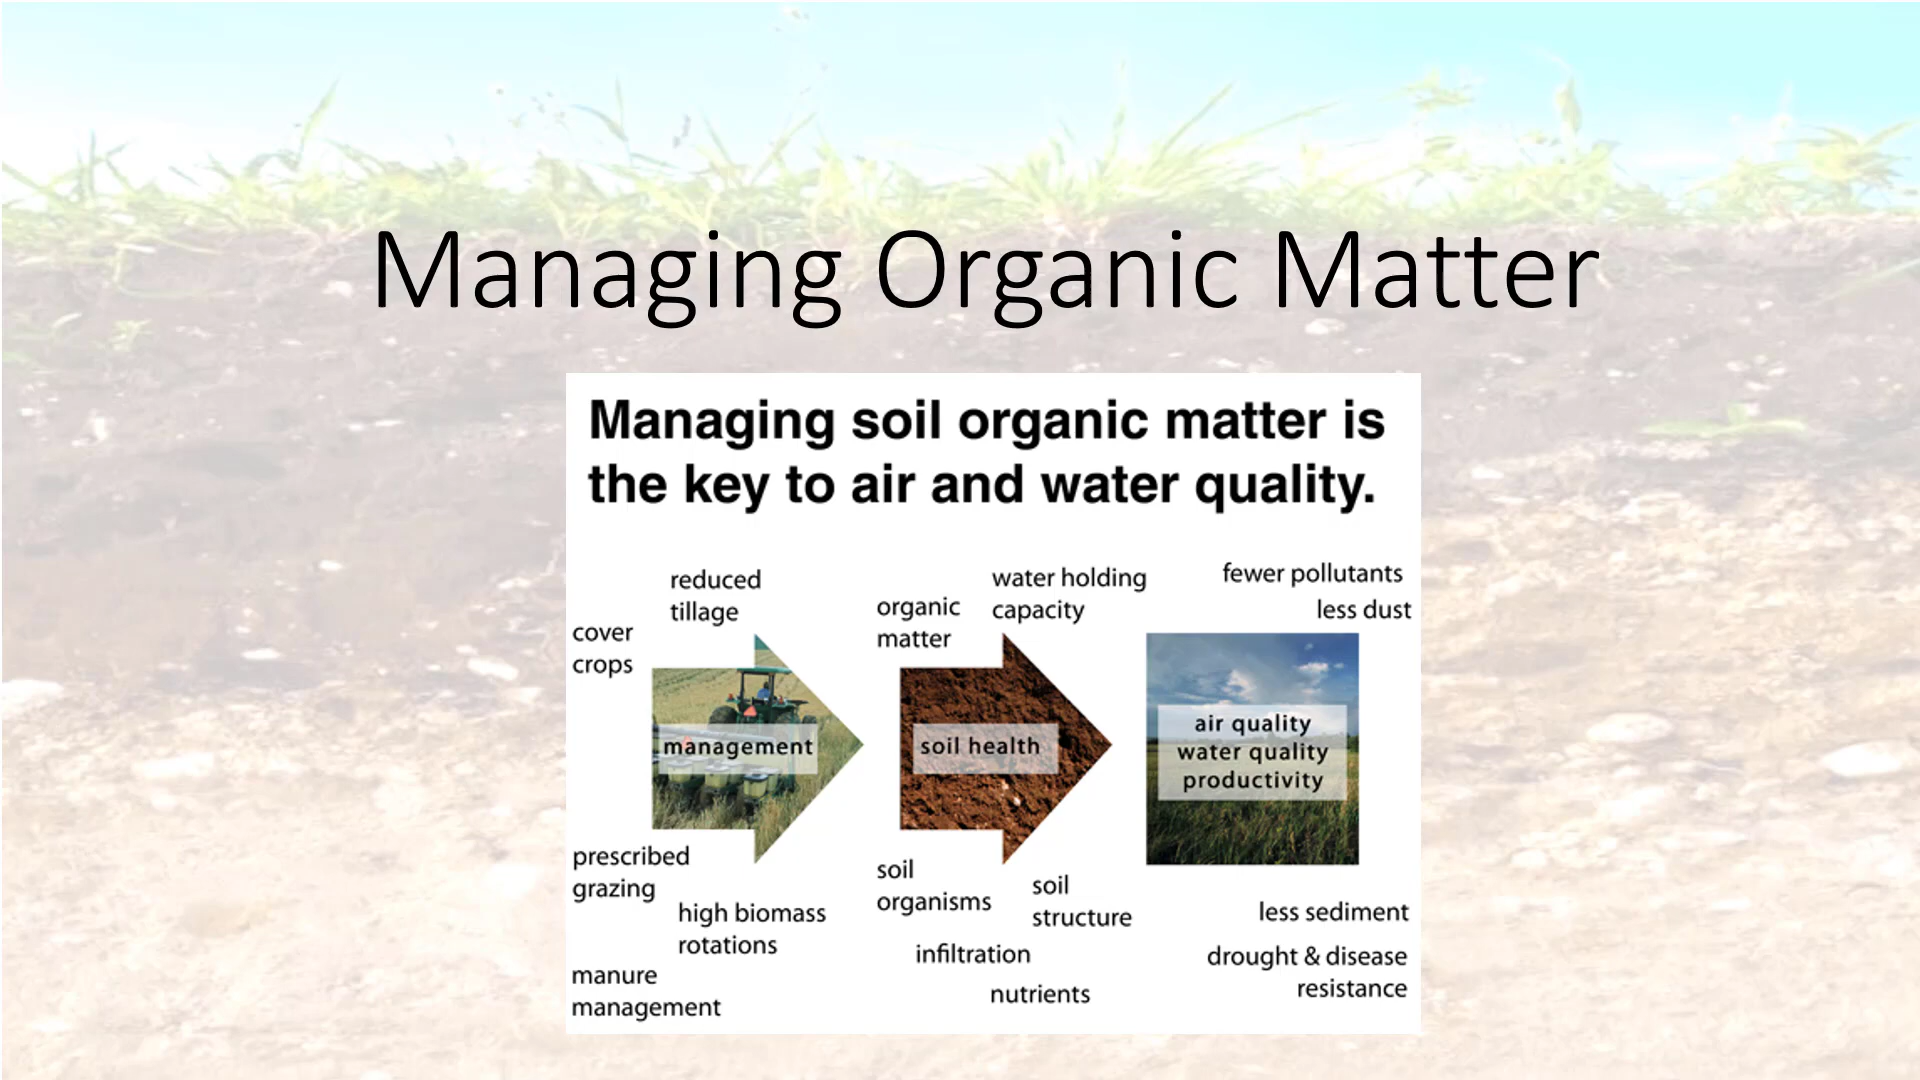 Managing Organic Matter
Managing soil organic matter is
the key to air and water quality.
reduced
tillage
cover
crops
management
prescribed
grazing
high biomass
rotations
manure
management
organic
matter
water holding
capacity
soil health
soil
organisms
soil
structure
infiltration
nutrients
fewer pollutants
less dust
air quality
water quality
productivity
less sediment
drought & disease
resistance